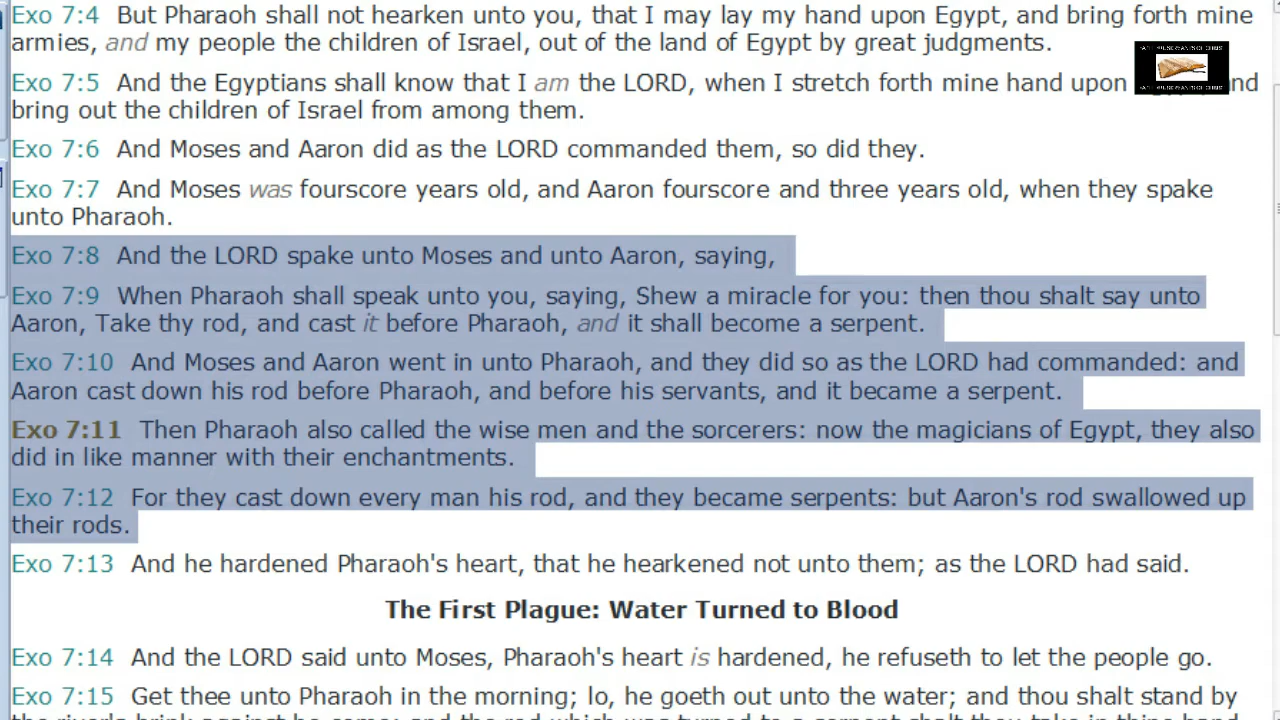 Exo 7:4 But Pharaoh shall not hearken unto you, that I may lay my hand upon Egypt, and bring forth mine
armies, and my people the children of Israel, out of the land of Egypt by great judgments.
Exo 7:5 And the Egyptians shall know that I am the LORD, when I stretch forth mine hand upon
bring out the children of Israel from among them.
Exo 7:6 And Moses and Aaron did as the LORD commanded them, so did they.
Exo 7:7 And Moses was fourscore years old, and Aaron fourscore and three years old, when they spake
unto Pharaoh.
Exo 7:8 And the LORD spake unto Moses and unto Aaron, saying,
Exo 7:9 When Pharaoh shall speak unto you, saying, Shew a miracle for you: then thou shalt say unto
Aaron, Take thy rod, and cast it before Pharaoh, and it shall become a serpent.
Exo 7:10 And Moses and Aaron went in unto Pharaoh, and they did so as the LORD had commanded: and
Aaron cast down his rod before Pharaoh, and before his servants, and it became a serpent.
Exo 7:11 Then Pharaoh also called the wise men and the sorcerers: now the magicians of Egypt, they also
did in like manner with their enchantments.
Exo 7:12 For they cast down every man his rod, and they became serpents: but Aaron's rod swallowed up
their rods.
Exo 7:13 And he hardened Pharaoh's heart, that he hearkened not unto them; as the LORD had said.
The First Plague: Water Turned to Blood
Exo 7:14 And the LORD said unto Moses, Pharaoh's heart is hardened, he refuseth to let the people go.
Exo 7:15 Get thee unto Pharaoh in the morning; lo, he goeth out unto the water; and thou shalt stand by